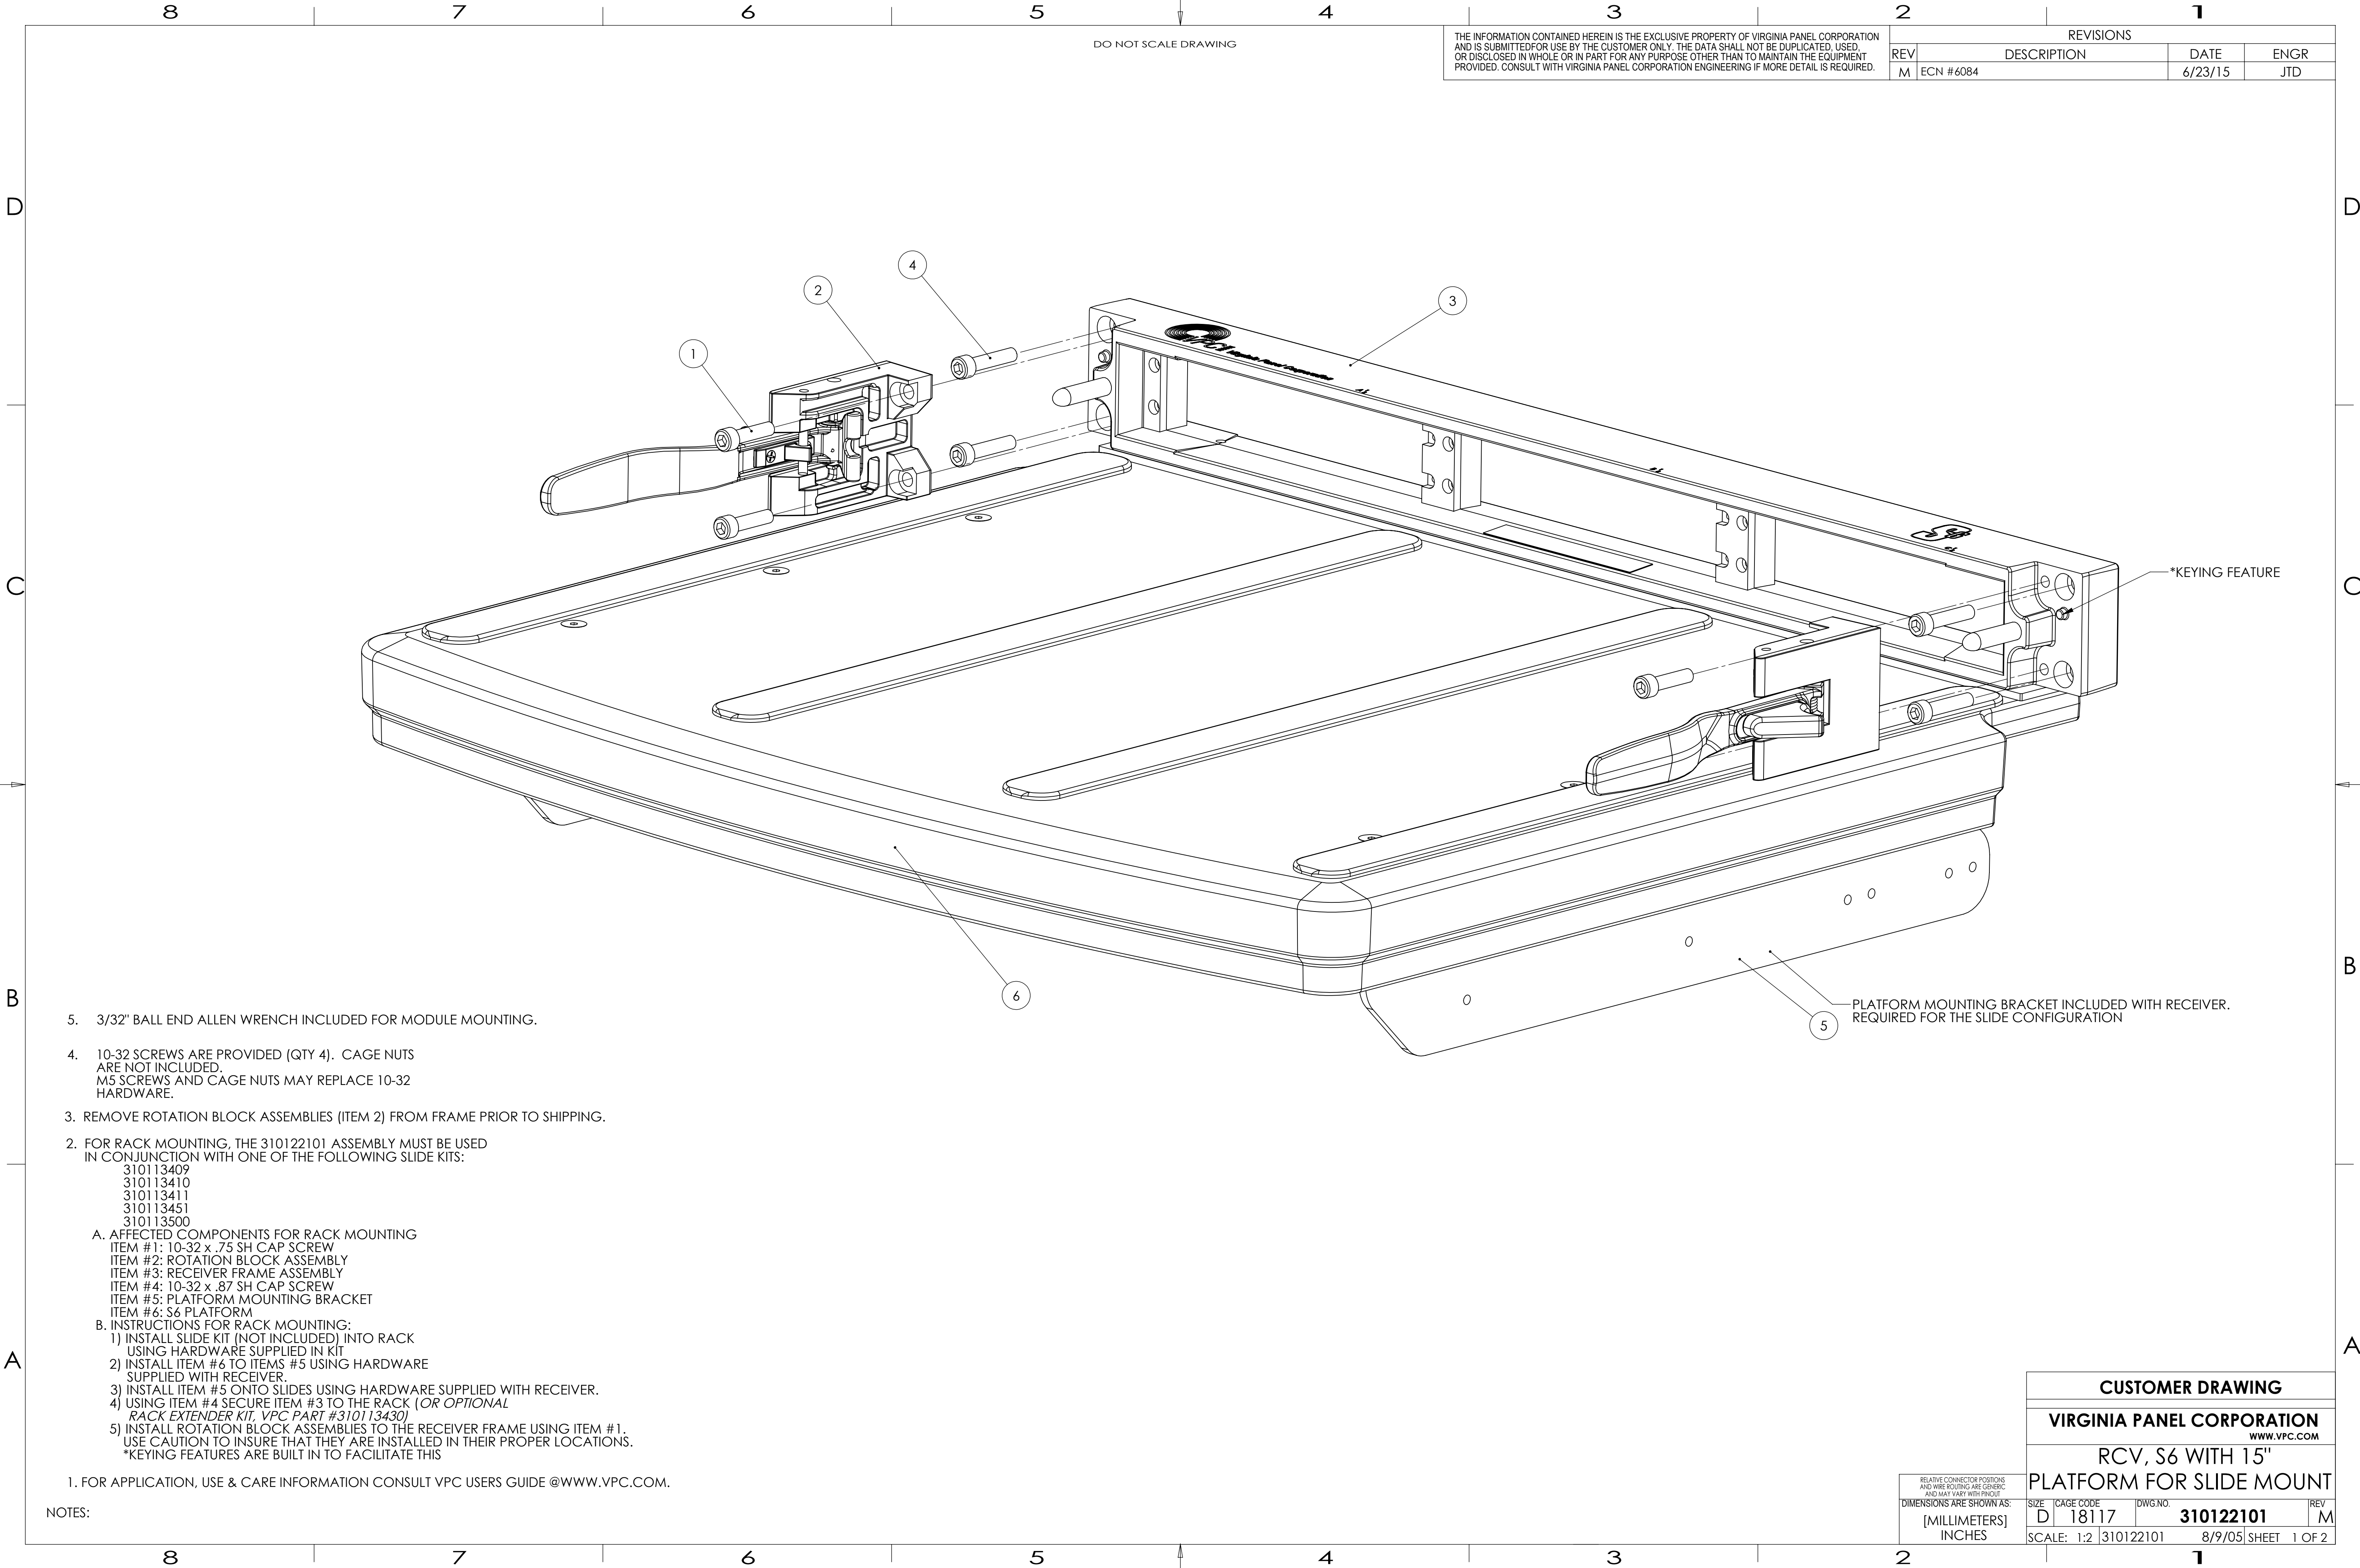 8 7 6 5 4 3 2 1
DO NOT SCALE DRAWING
THE INFORMATION CONTAINED HEREIN IS THE EXCLUSIVE PROPERTY OF VIRGINIA PANEL CORPORATION
AND IS SUBMITTEDFOR USE BY THE CUSTOMER ONLY. THE DATA SHALL NOT BE DUPLICATED, USED,
OR DISCLOSED IN WHOLE OR IN PART FOR ANY PURPOSE OTHER THAN TO MAINTAIN THE EQUIPMENT
PROVIDED. CONSULT WITH VIRGINIA PANEL CORPORATION ENGINEERING IF MORE DETAIL IS REQUIRED.
REVISIONS
REV DESCRIPTION DATE ENGR
M ECN #6084 6/23/15 JTD
D D
4
2
3
1
VPC Virginia Panel Corporation
S6
C C
*KEYING FEATURE
6
5
PLATFORM MOUNTING BRACKET INCLUDED WITH RECEIVER.
REQUIRED FOR THE SLIDE CONFIGURATION
B B
5. 3/32" BALL END ALLEN WRENCH INCLUDED FOR MODULE MOUNTING.
4. 10-32 SCREWS ARE PROVIDED (QTY 4). CAGE NUTS
ARE NOT INCLUDED.
M5 SCREWS AND CAGE NUTS MAY REPLACE 10-32
HARDWARE.
3. REMOVE ROTATION BLOCK ASSEMBLIES (ITEM 2) FROM FRAME PRIOR TO SHIPPING.
2. FOR RACK MOUNTING, THE 310122101 ASSEMBLY MUST BE USED
IN CONJUNCTION WITH ONE OF THE FOLLOWING SLIDE KITS:
310113409
310113410
310113411
310113451
310113500
A. AFFECTED COMPONENTS FOR RACK MOUNTING
ITEM #1: 10-32 x .75 SH CAP SCREW
ITEM #2: ROTATION BLOCK ASSEMBLY
ITEM #3: RECEIVER FRAME ASSEMBLY
ITEM #4: 10-32 x .87 SH CAP SCREW
ITEM #5: PLATFORM MOUNTING BRACKET
ITEM #6: S6 PLATFORM
B. INSTRUCTIONS FOR RACK MOUNTING:
1) INSTALL SLIDE KIT (NOT INCLUDED) INTO RACK
USING HARDWARE SUPPLIED IN KIT
2) INSTALL ITEM #6 TO ITEMS #5 USING HARDWARE
SUPPLIED WITH RECEIVER.
3) INSTALL ITEM #5 ONTO SLIDES USING HARDWARE SUPPLIED WITH RECEIVER.
4) USING ITEM #4 SECURE ITEM #3 TO THE RACK (OR OPTIONAL
RACK EXTENDER KIT, VPC PART #310113430)
5) INSTALL ROTATION BLOCK ASSEMBLIES TO THE RECEIVER FRAME USING ITEM #1.
USE CAUTION TO INSURE THAT THEY ARE INSTALLED IN THEIR PROPER LOCATIONS.
*KEYING FEATURES ARE BUILT IN TO FACILITATE THIS
1. FOR APPLICATION, USE & CARE INFORMATION CONSULT VPC USERS GUIDE @WWW.VPC.COM.
NOTES:
A A
CUSTOMER DRAWING
VIRGINIA PANEL CORPORATION
WWW.VPC.COM
RCV, S6 WITH 15"
PLATFORM FOR SLIDE MOUNT
RELATIVE CONNECTOR POSITIONS
AND WIRE ROUTING ARE GENERIC
AND MAY VARY WITH PINOUT
DIMENSIONS ARE SHOWN AS:
[MILLIMETERS]
INCHES
SIZE CAGE CODE DWG.NO. REV
D 18117 310122101 M
SCALE: 1:2 310122101 8/9/05 SHEET 1 OF 2
8 7 6 5 4 3 2 1